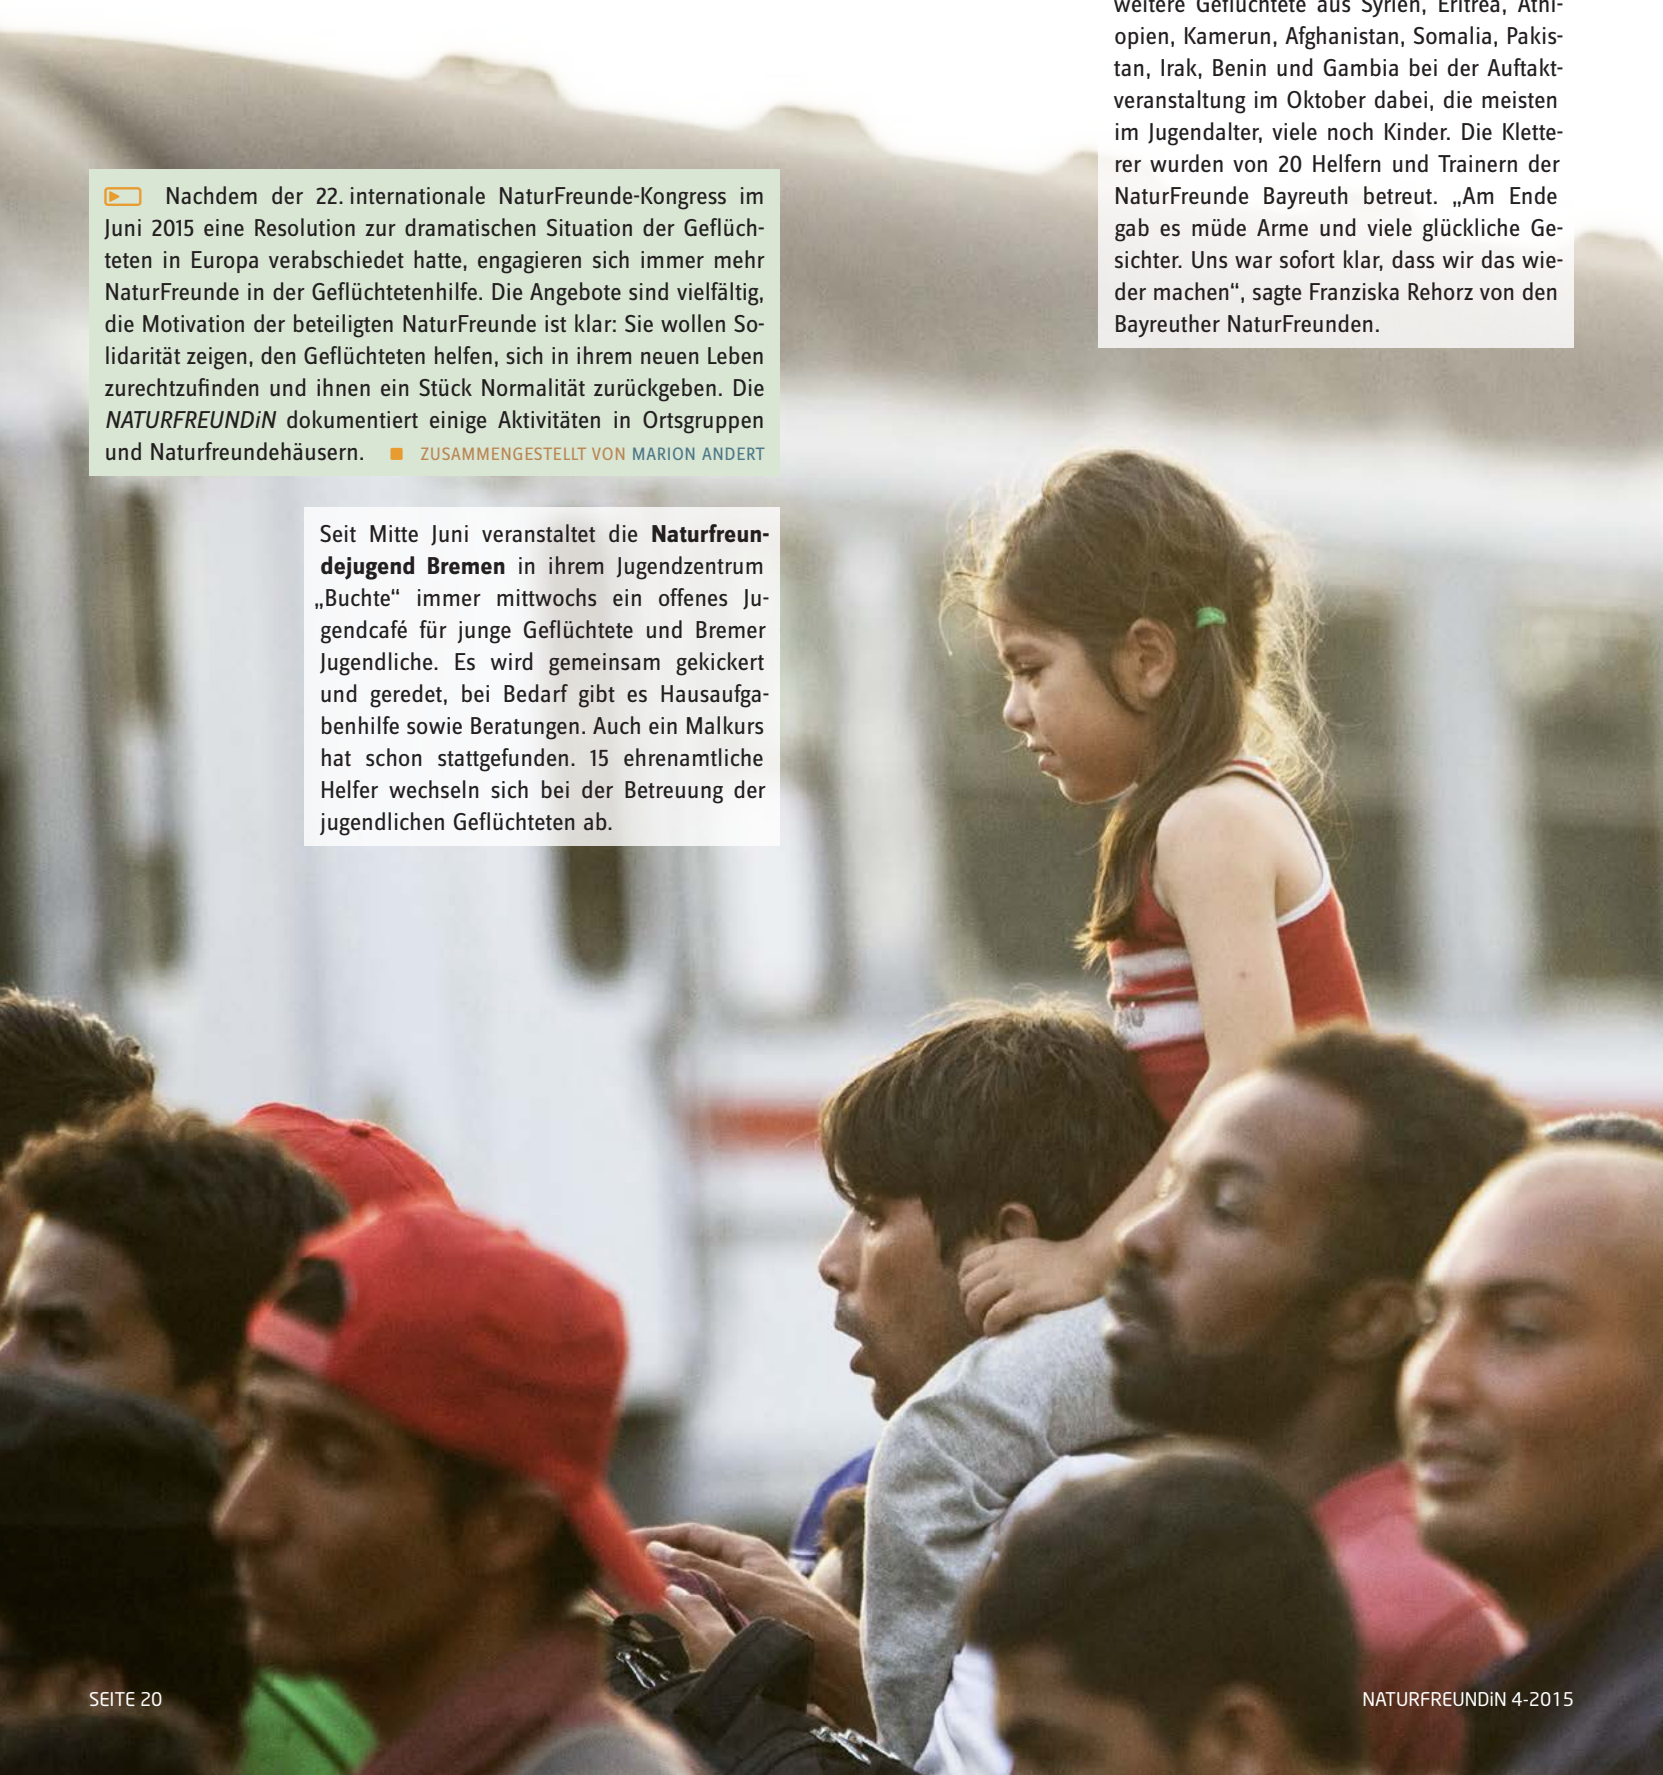 Nachdem der 22. internationale NaturFreunde-Kongress im
Juni 2015 eine Resolution zur dramatischen Situation der Geflüch-
teten in Europa verabschiedet hatte, engagieren sich immer mehr
NaturFreunde in der Geflüchtetenhilfe. Die Angebote sind vielfältig,
die Motivation der beteiligten NaturFreunde ist klar: Sie wollen So-
lidarität zeigen, den Geflüchteten helfen, sich in ihrem neuen Leben
zurechtzufinden und ihnen ein Stück Normalität zurückgeben. Die
NATURFREUNDiN dokumentiert einige Aktivitäten in Ortsgruppen
und Naturfreundehäusern. ■ ZUSAMMENGESTELLT VON MARION ANDERT
Seit Mitte Juni veranstaltet die Naturfreun-
dejugend Bremen in ihrem Jugendzentrum
„Buchte“ immer mittwochs ein offenes Ju-
gendcafé für junge Geflüchtete und Bremer
Jugendliche. Es wird gemeinsam gekickert
und geredet, bei Bedarf gibt es Hausaufga-
benhilfe sowie Beratungen. Auch ein Malkurs
hat schon stattgefunden. 15 ehrenamtliche
Helfer wechseln sich bei der Betreuung der
jugendlichen Geflüchteten ab.
weitere Geflüchtete aus Syrien, Eritrea, Äthi-
opien, Kamerun, Afghanistan, Somalia, Pakis-
tan, Irak, Benin und Gambia bei der Auftakt-
veranstaltung im Oktober dabei, die meisten
im Jugendalter, viele noch Kinder. Die Klette-
rer wurden von 20 Helfern und Trainern der
NaturFreunde Bayreuth betreut. „Am Ende
gab es müde Arme und viele glückliche Ge-
sichter. Uns war sofort klar, dass wir das wie-
der machen“, sagte Franziska Rehorz von den
Bayreuther NaturFreunden.
SEITE 20
NATURFREUNDiN 4-2015